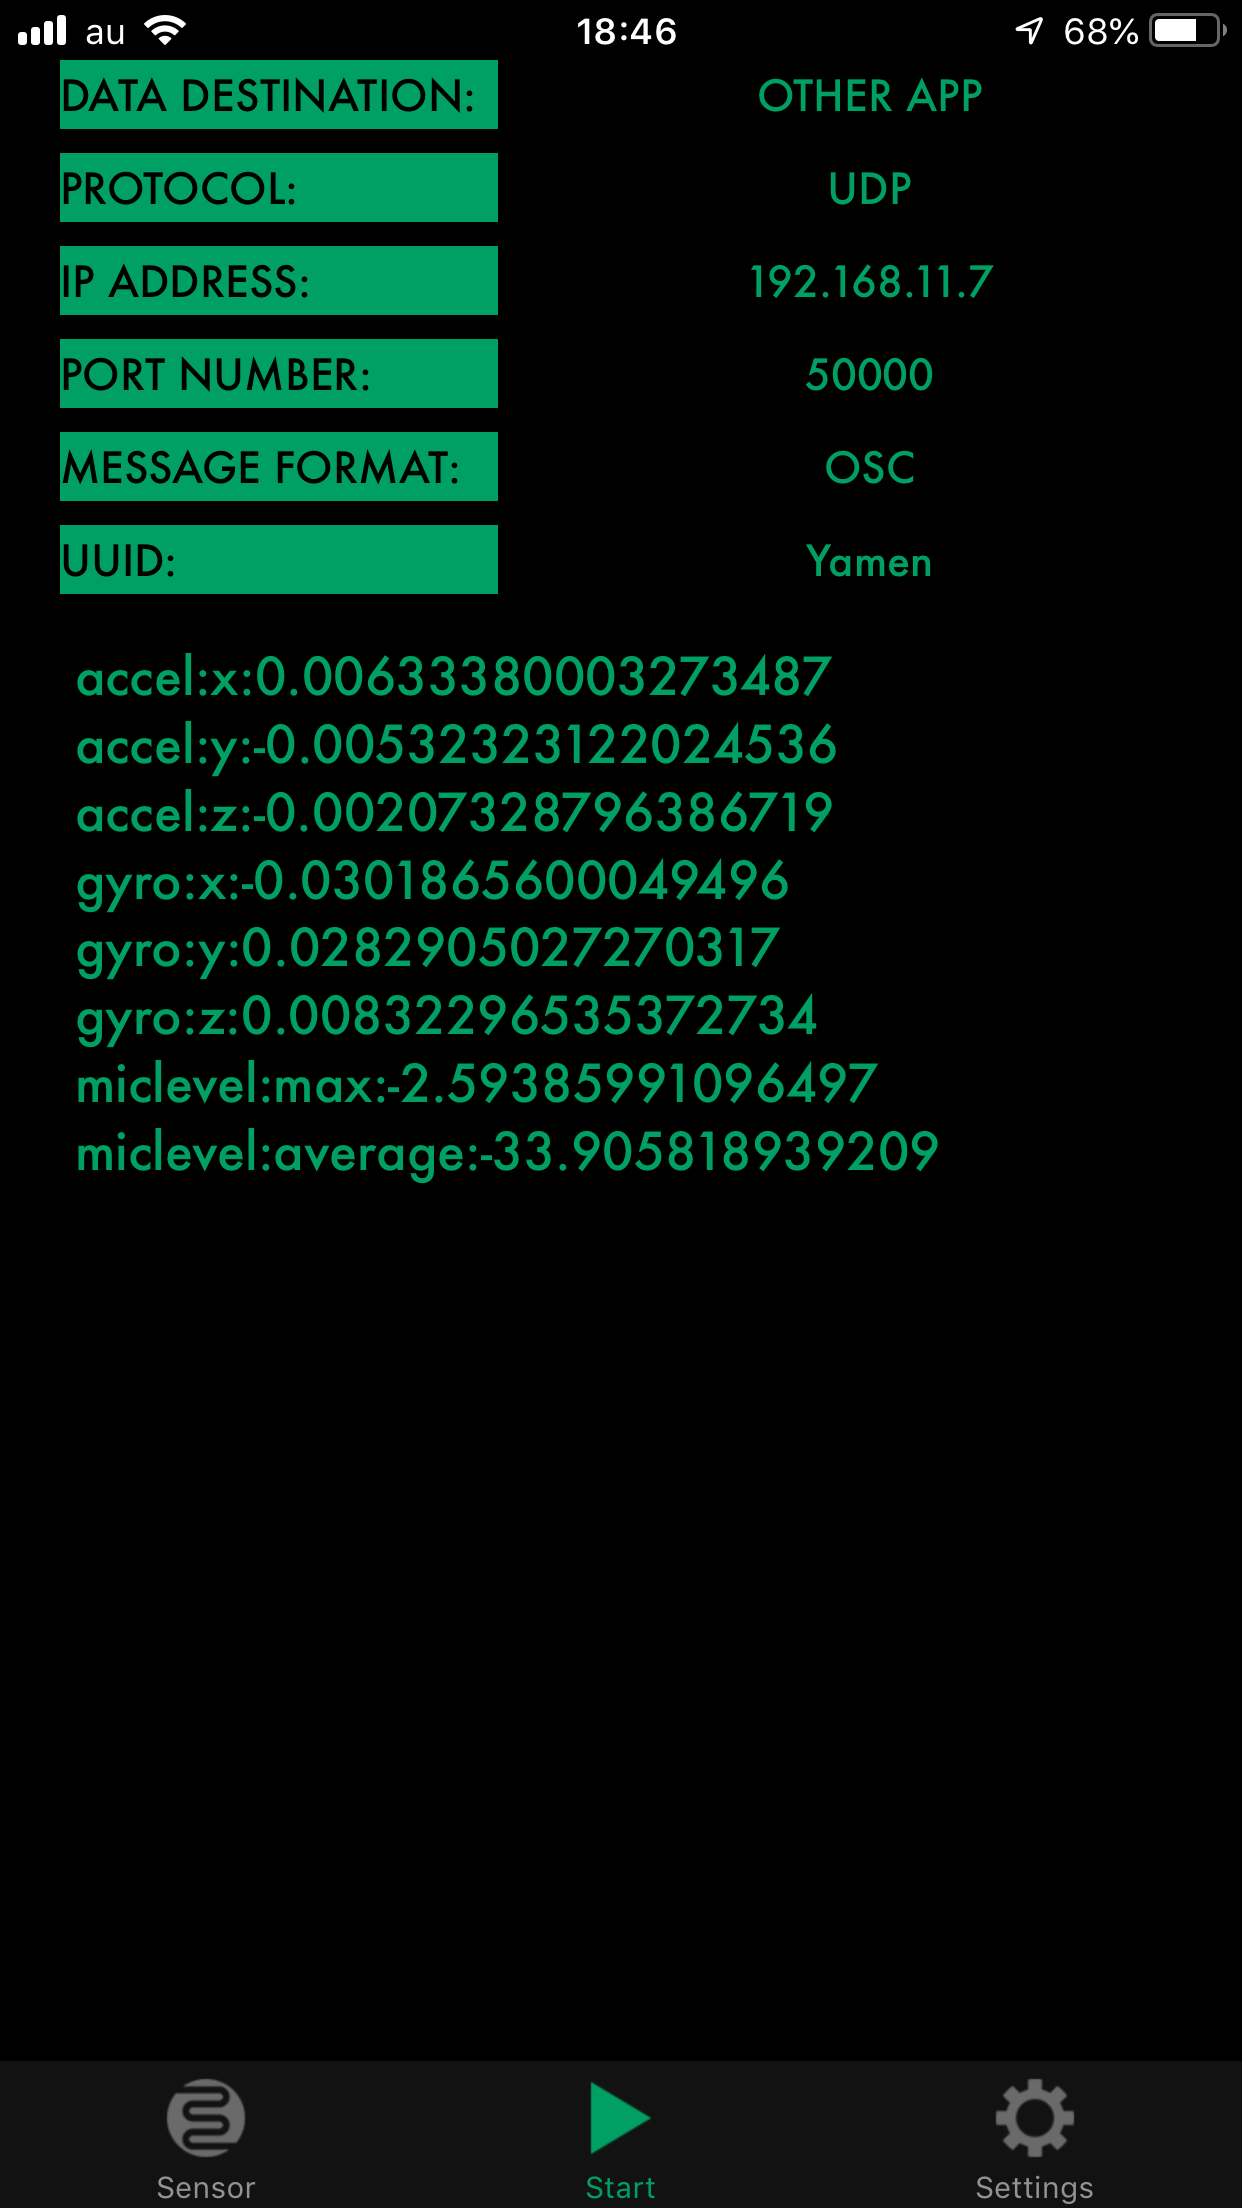 au 18:46 68%
DATA DESTINATION: OTHER APP
PROTOCOL: UDP
IP ADDRESS: 192.168.11.7
PORT NUMBER: 50000
MESSAGE FORMAT: OSC
UUID: Yamen
accel:x:0.00633380003273487
accel:y:-0.00532323122024536
accel:z:-0.00207328796386719
gyro:x:-0.0301865600049496
gyro:y:0.0282905027270317
gyro:z:0.00832296535372734
miclevel:max:-2.59385991096497
miclevel:average:-33.905818939209
Sensor Start Settings